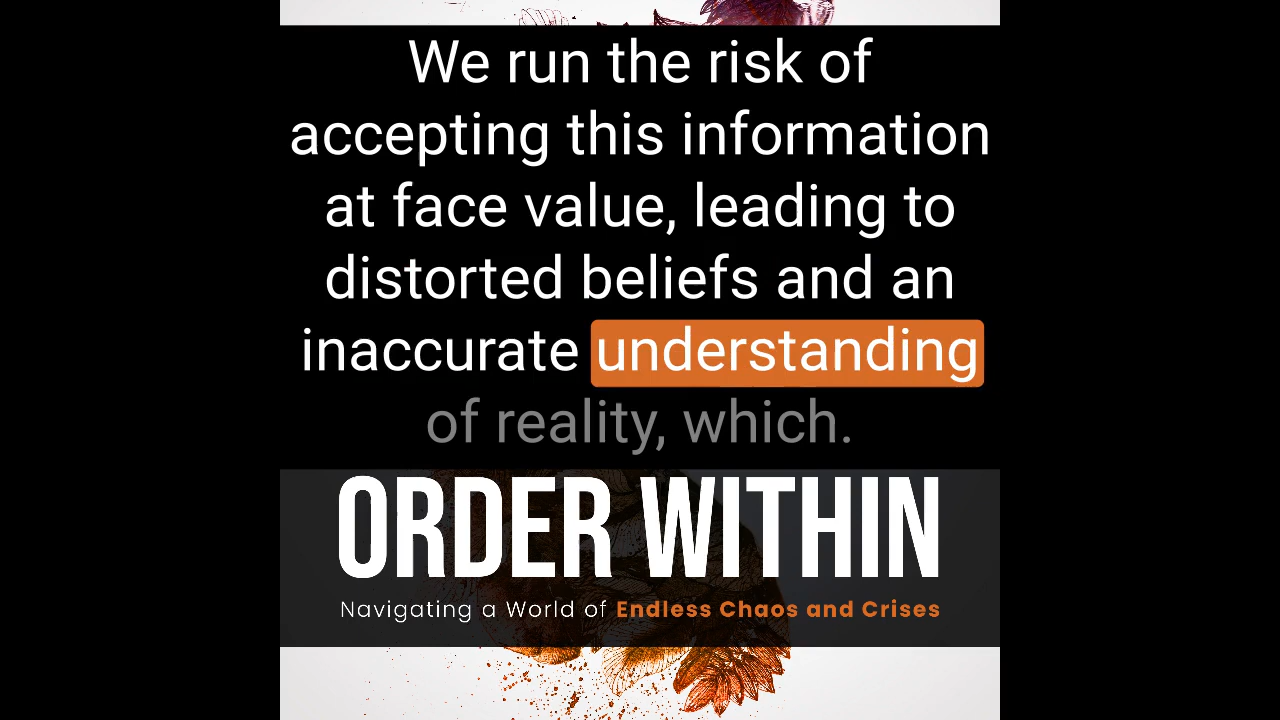 We run the risk of
accepting this information
at face value, leading to
distorted beliefs and an
inaccurate understanding
of reality, which.
ORDER WITHIN
Navigating a World of Endless Chaos and Crises